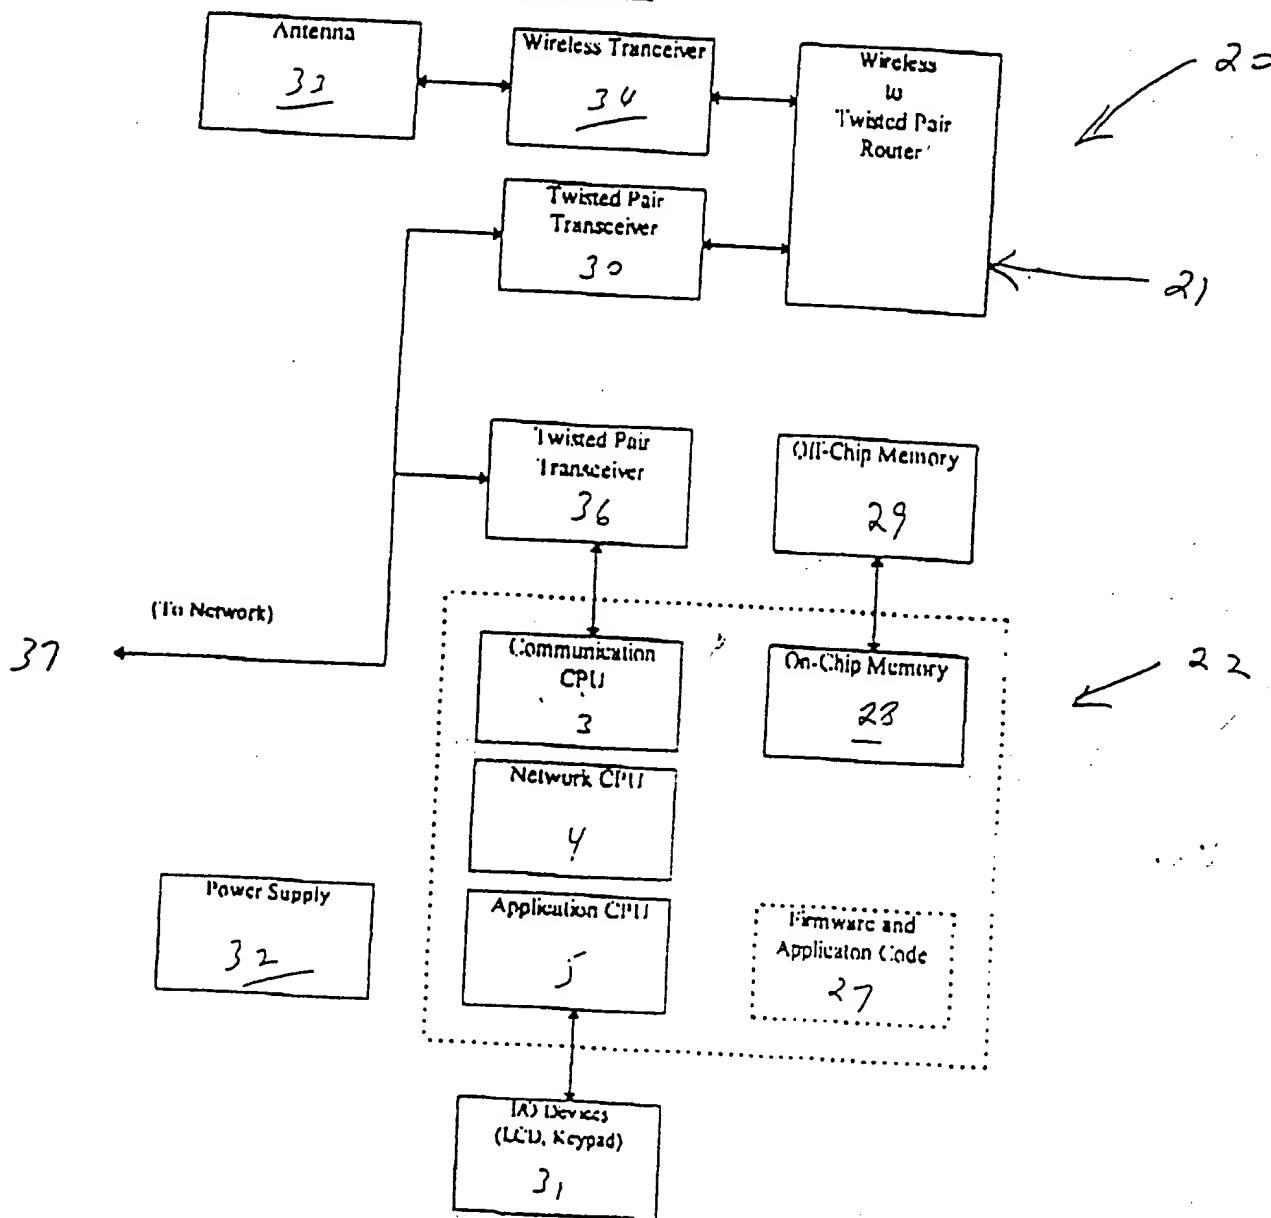 Antenna
33
Wireless Tranceiver
34
Wireless
to
Twisted Pair
Router
20
Twisted Pair
Transceiver
30
21
Twisted Pair
Transceiver
36
Off-Chip Memory
29
(To Network)
37
Communication
CPU
3
On-Chip Memory
28
22
Network CPU
4
Power Supply
32
Application CPU
5
Firmware and
Applicaton Code
27
I/O Devices
(LCD, Keypad)
31